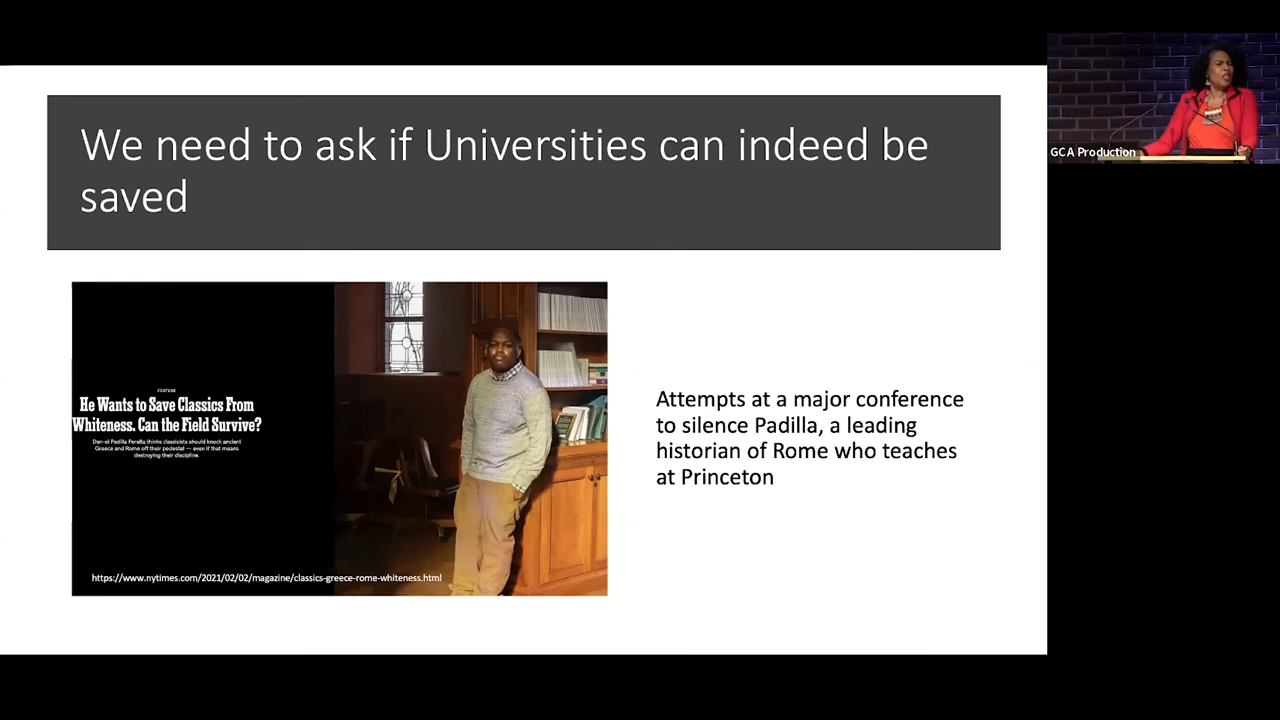 We need to ask if Universities can indeed be
saved
GCA Production
FEATURE
He Wants to Save Classics From
Whiteness. Can the Field Survive?
Dan-el Padilla Peralta thinks classicists should knock ancient
Greece and Rome off their pedestal — even if that means
destroying their discipline.
https://www.nytimes.com/2021/02/02/magazine/classics-greece-rome-whiteness.html
Attempts at a major conference
to silence Padilla, a leading
historian of Rome who teaches
at Princeton